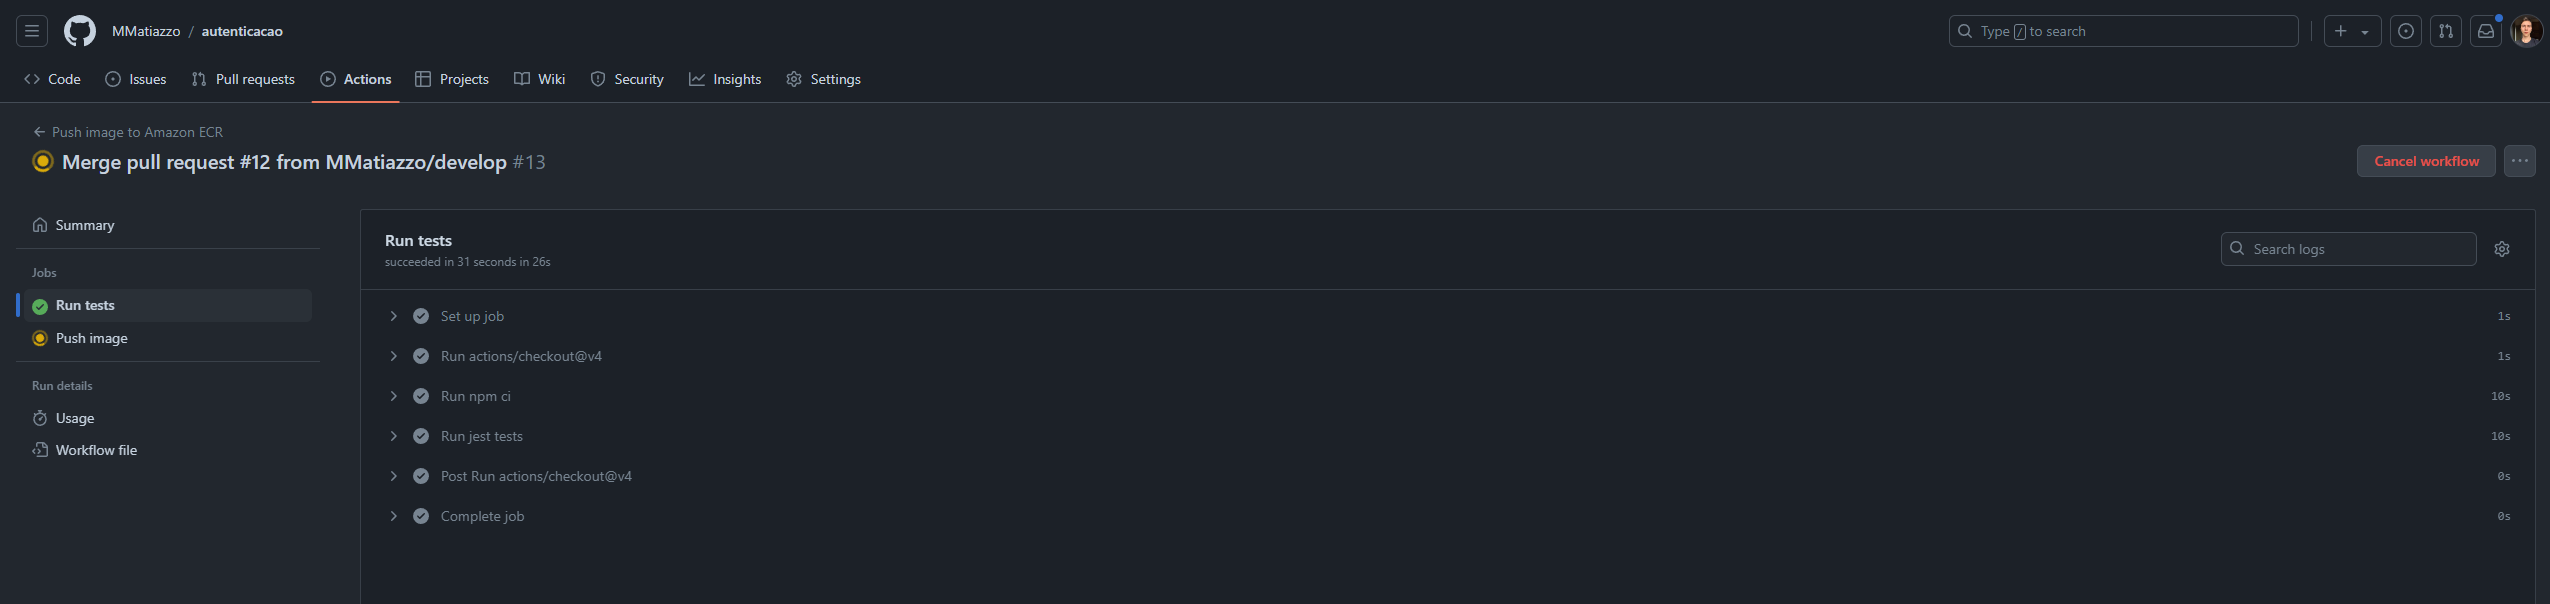 MMatiazzo / autenticacao
Type / to search
Code Issues Pull requests Actions Projects Wiki Security Insights Settings
Push image to Amazon ECR
Merge pull request #12 from MMatiazzo/develop #13
Cancel workflow
Summary
Jobs
Run tests
Push image
Run details
Usage
Workflow file
Run tests
succeeded in 31 seconds in 26s
Search logs
Set up job 1s
Run actions/checkout@v4 1s
Run npm ci 10s
Run jest tests 10s
Post Run actions/checkout@v4 0s
Complete job 0s